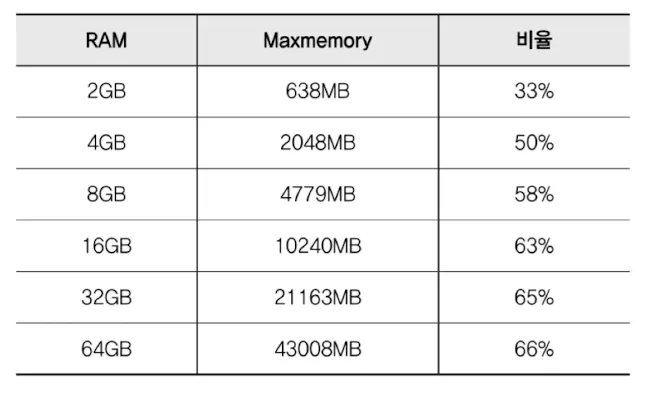 RAM Maxmemory 비율
2GB 638MB 33%
4GB 2048MB 50%
8GB 4779MB 58%
16GB 10240MB 63%
32GB 21163MB 65%
64GB 43008MB 66%